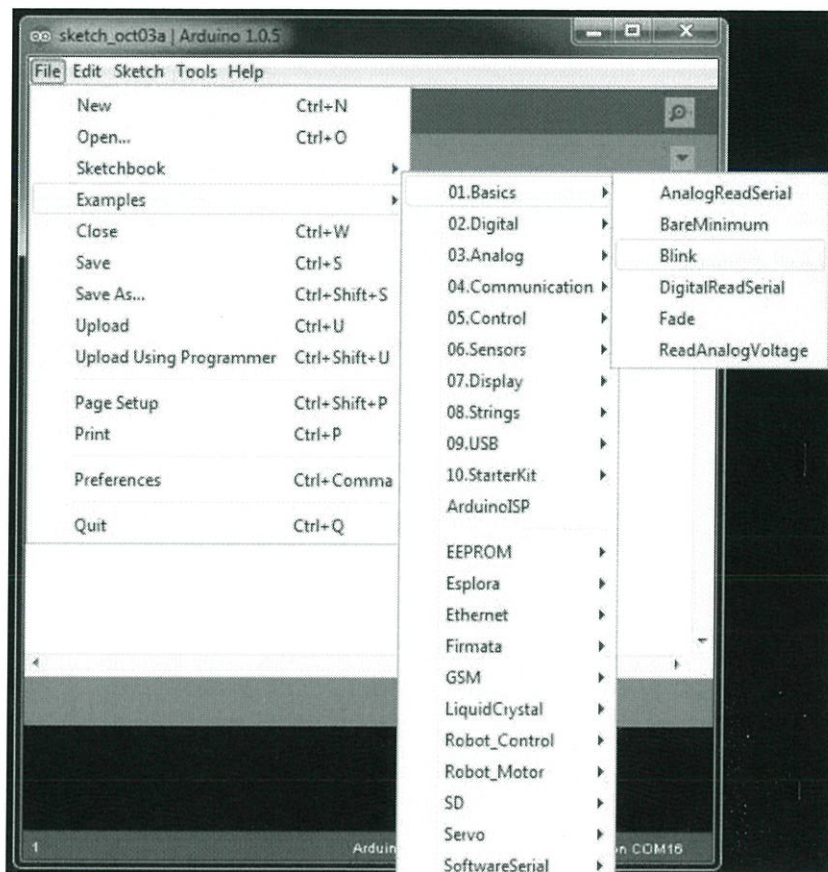 sketch_oct03a | Arduino 1.0.5
File Edit Sketch Tools Help
New Ctrl+N
Open... Ctrl+O
Sketchbook
Examples
Close Ctrl+W
Save Ctrl+S
Save As... Ctrl+Shift+S
Upload Ctrl+U
Upload Using Programmer Ctrl+Shift+U
Page Setup Ctrl+Shift+P
Print Ctrl+P
Preferences Ctrl+Comma
Quit Ctrl+Q
01.Basics
02.Digital
03.Analog
04.Communication
05.Control
06.Sensors
07.Display
08.Strings
09.USB
10.StarterKit
ArduinoISP
EEPROM
Esplora
Ethernet
Firmata
GSM
LiquidCrystal
Robot_Control
Robot_Motor
SD
Servo
SoftwareSerial
AnalogReadSerial
BareMinimum
Blink
DigitalReadSerial
Fade
ReadAnalogVoltage
1 Arduin n COM16